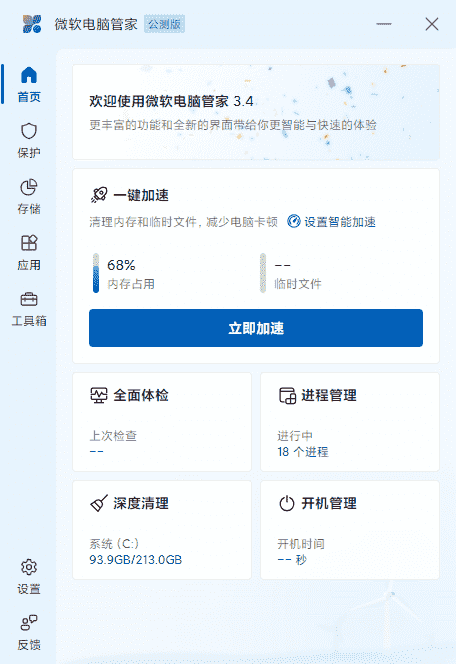 微软电脑管家 公测版
首页
保护
存储
应用
工具箱
设置
反馈
欢迎使用微软电脑管家 3.4
更丰富的功能和全新的界面带给你更智能与快速的体验
一键加速
清理内存和临时文件, 减少电脑卡顿 设置智能加速
68%
内存占用
--
临时文件
立即加速
全面体检
上次检查
--
进程管理
进行中
18 个进程
深度清理
系统 (C:)
93.9GB/213.0GB
开机管理
开机时间
-- 秒